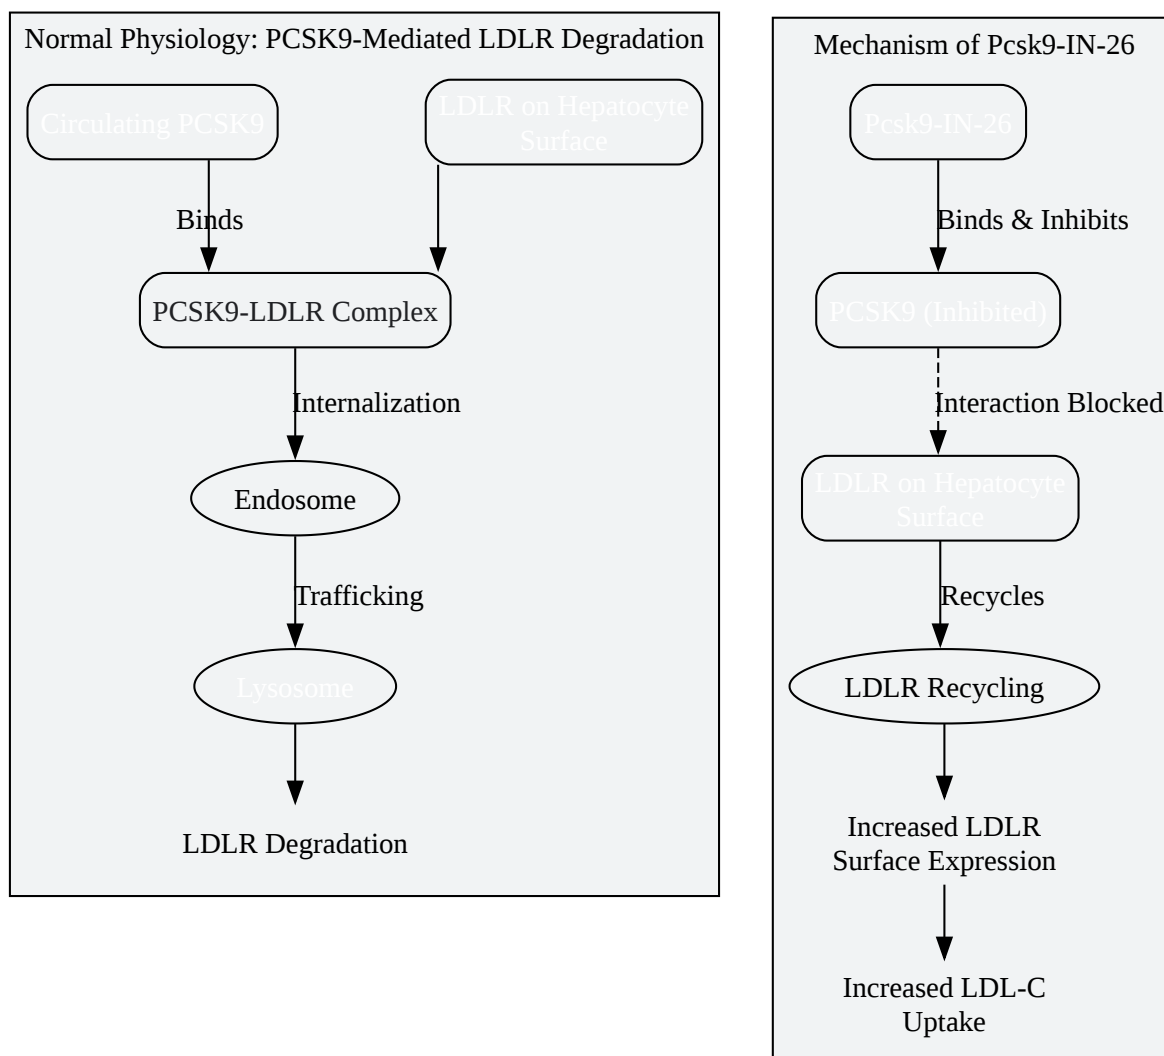 Normal Physiology: PCSK9-Mediated LDLR Degradation
Circulating PCSK9
LDLR on Hepatocyte
Surface
Binds
PCSK9-LDLR Complex
Internalization
Endosome
Trafficking
Lysosome
LDLR Degradation
Mechanism of Pcsk9-IN-26
Pcsk9-IN-26
Binds & Inhibits
PCSK9 (Inhibited)
Interaction Blocked
LDLR on Hepatocyte
Surface
Recycles
LDLR Recycling
Increased LDLR
Surface Expression
Increased LDL-C
Uptake